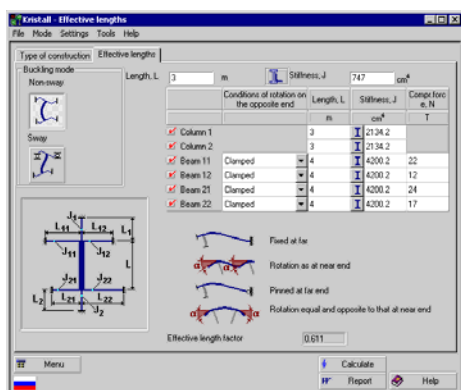 Kristall - Effective lengths
File Mode Settings Tools Help
Type of construction Effective lengths
Buckling mode
Non-sway
Sway
Length, L 3 m Stiffness, J 747 cm⁴
Conditions of rotation on the opposite end Length, L Stiffness, J Compr.force, N
m cm⁴ T
Column 1 3 2134.2
Column 2 3 2134.2
Beam 11 Clamped 4 4200.2 22
Beam 12 Clamped 4 4200.2 12
Beam 21 Clamped 4 4200.2 24
Beam 22 Clamped 4 4200.2 17
J1
L11 L12 L1
J11 J12
L
J21 J22
L2 L21 L22
J2
Fixed at far
α α Rotation as at near end
Pinned at far end
α α Rotation equal and opposite to that at near end
Effective length factor 0.611
Menu Calculate
Report Help